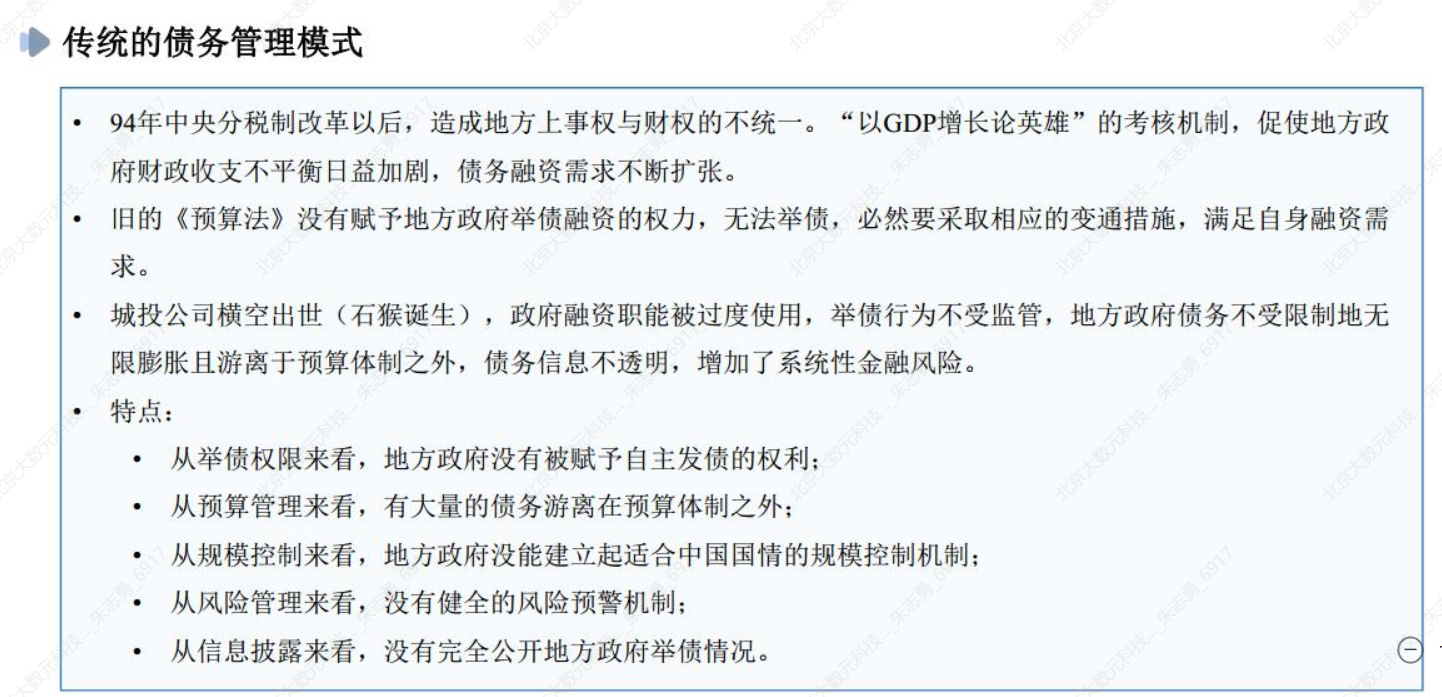 传统的债务管理模式
• 94年中央分税制改革以后，造成地方上事权与财权的不统一。“以GDP增长论英雄”的考核机制，促使地方政
府财政收支不平衡日益加剧，债务融资需求不断扩张。
• 旧的《预算法》没有赋予地方政府举债融资的权力，无法举债，必然要采取相应的变通措施，满足自身融资需
求。
• 城投公司横空出世（石猴诞生），政府融资职能被过度使用，举债行为不受监管，地方政府债务不受限制地无
限膨胀且游离于预算体制之外，债务信息不透明，增加了系统性金融风险。
• 特点：
• 从举债权限来看，地方政府没有被赋予自主发债的权利；
• 从预算管理来看，有大量的债务游离在预算体制之外；
• 从规模控制来看，地方政府没能建立起适合中国国情的规模控制机制；
• 从风险管理来看，没有健全的风险预警机制；
• 从信息披露来看，没有完全公开地方政府举债情况。
北京大数元科技..._朱志勇_6917